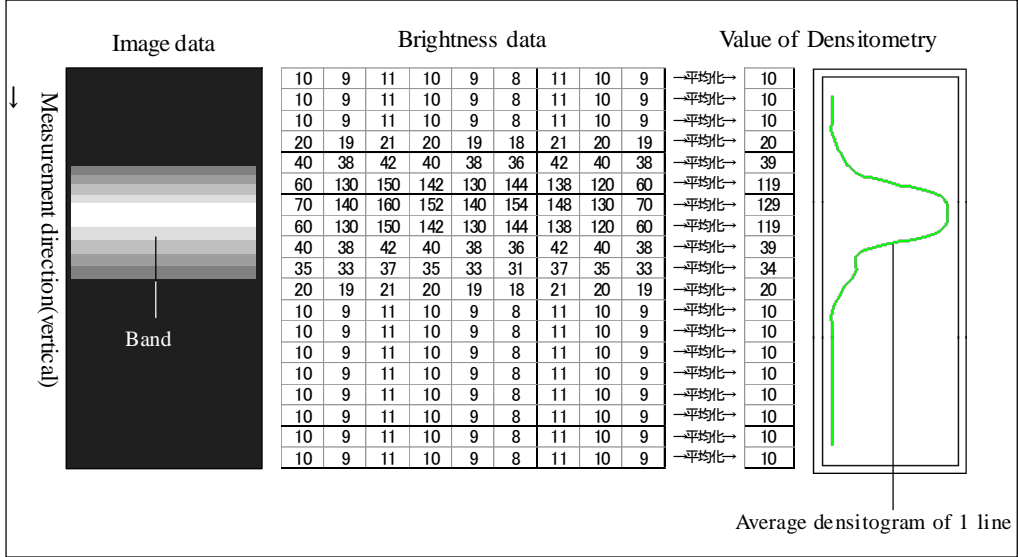 Image data
Brightness data
Value of Densitometry
↓
Measurement direction(vertical)
10 9 11 10 9 8 11 10 9 →平均化→ 10
10 9 11 10 9 8 11 10 9 →平均化→ 10
10 9 11 10 9 8 11 10 9 →平均化→ 10
20 19 21 20 19 18 21 20 19 →平均化→ 20
40 38 42 40 38 36 42 40 38 →平均化→ 39
60 130 150 142 130 144 138 120 60 →平均化→ 119
70 140 160 152 140 154 148 130 70 →平均化→ 129
60 130 150 142 130 144 138 120 60 →平均化→ 119
40 38 42 40 38 36 42 40 38 →平均化→ 39
35 33 37 35 33 31 37 35 33 →平均化→ 34
20 19 21 20 19 18 21 20 19 →平均化→ 20
10 9 11 10 9 8 11 10 9 →平均化→ 10
10 9 11 10 9 8 11 10 9 →平均化→ 10
10 9 11 10 9 8 11 10 9 →平均化→ 10
10 9 11 10 9 8 11 10 9 →平均化→ 10
10 9 11 10 9 8 11 10 9 →平均化→ 10
10 9 11 10 9 8 11 10 9 →平均化→ 10
10 9 11 10 9 8 11 10 9 →平均化→ 10
10 9 11 10 9 8 11 10 9 →平均化→ 10
Band
Average densitogram of 1 line